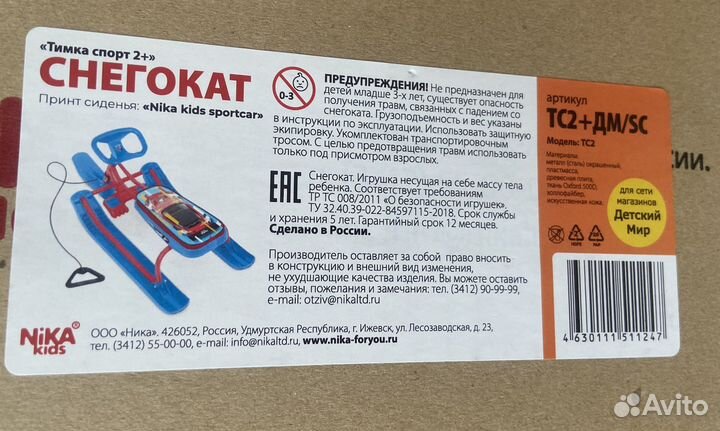 «Тимка спорт 2+»
СНЕГОКАТ
Принт сиденья: «Nika kids sportcar»
0-3
ПРЕДУПРЕЖДЕНИЯ! Не предназначен для
детей младше 3-х лет, существует опасность
получения травм, связанных с падением со
снегоката. Грузоподъемность и вес указаны
в инструкции по эксплуатации. Использовать защитную
экипировку. Укомплектован транспортировочным
тросом. С целью предотвращения травм использовать
только под присмотром взрослых.
ЕАС
Снегокат. Игрушка несущая на себе массу тела
ребенка. Соответствует требованиям
ТР ТС 008/2011 «О безопасности игрушек».
ТУ 32.40.39-022-84597115-2018. Срок службы
и хранения 5 лет. Гарантийный срок 12 месяцев.
Сделано в России.
Производитель оставляет за собой право вносить
в конструкцию и внешний вид изменения,
не ухудшающие качества изделия. Вы можете оставить
отзывы, пожелания и замечания: тел. (3412) 90-99-99,
e-mail: otziv@nikaltd.ru
NiKA®
kids
ООО «Ника». 426052, Россия, Удмуртская Республика, г. Ижевск, ул. Лесозаводская, д. 23,
тел. (3412) 55-00-00, e-mail: info@nikaltd.ru, www.nika-foryou.ru
артикул
ТС2+ДМ/SC
Модель: ТС2
Материалы:
металл (сталь) окрашенный,
пластмасса,
древесная плита,
ткань Oxford 500D,
холлофайбер,
искусственная кожа.
для сети
магазинов
Детский
Мир
4 630111 511247
сии.
Avito